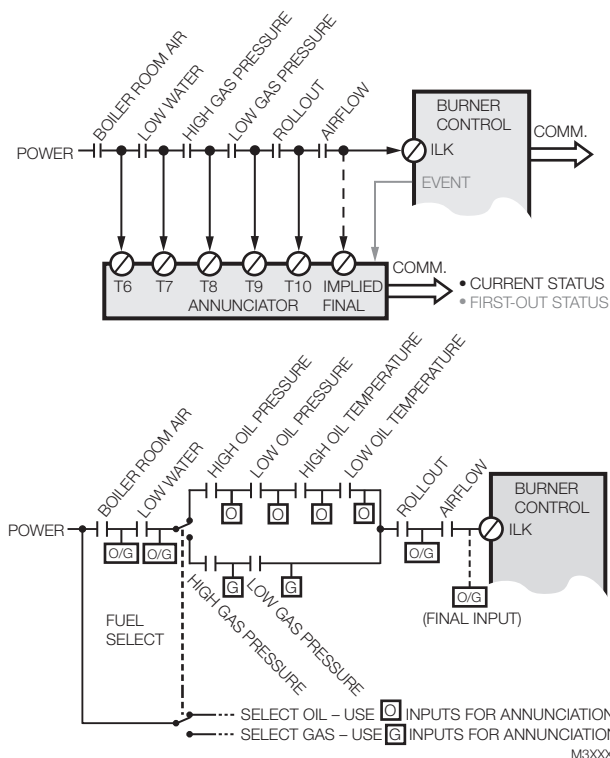 BOILER ROOM AIR
LOW WATER
HIGH GAS PRESSURE
LOW GAS PRESSURE
ROLLOUT
AIRFLOW
BURNER
CONTROL
COMM.
POWER
ILK
EVENT
COMM.
T6 T7 T8 T9 T10 IMPLIED
ANNUNCIATOR FINAL
• CURRENT STATUS
• FIRST-OUT STATUS
BOILER ROOM AIR
LOW WATER
HIGH OIL PRESSURE
LOW OIL PRESSURE
HIGH OIL TEMPERATURE
LOW OIL TEMPERATURE
ROLLOUT
AIRFLOW
BURNER
CONTROL
O O O O
POWER
ILK
O/G O/G O/G
G G
O/G
(FINAL INPUT)
HIGH GAS PRESSURE
LOW GAS PRESSURE
FUEL
SELECT
SELECT OIL – USE O INPUTS FOR ANNUNCIATION
SELECT GAS – USE G INPUTS FOR ANNUNCIATION